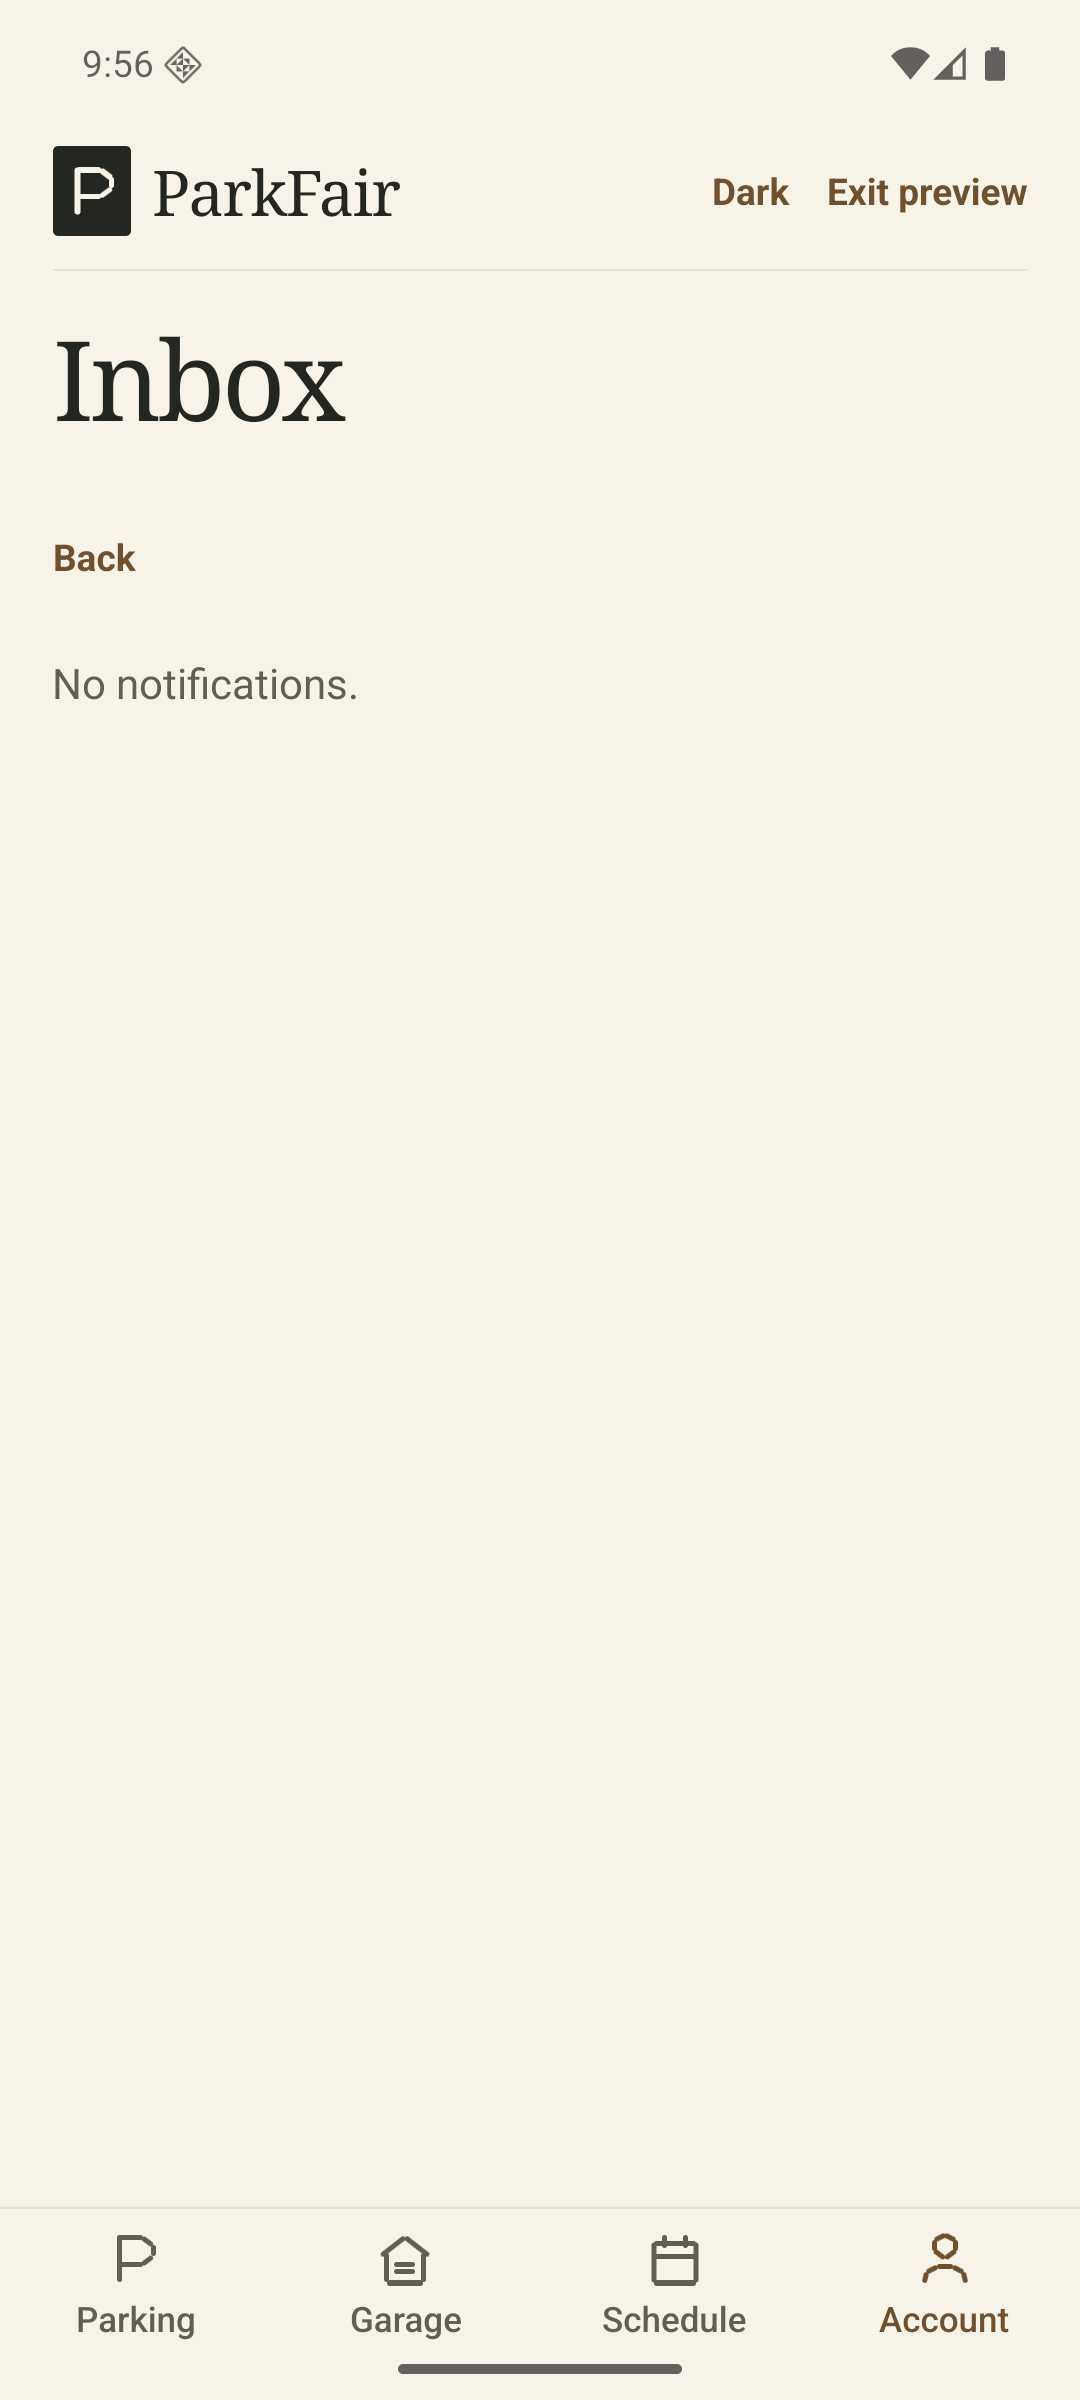 9:56
ParkFair
Dark Exit preview
Inbox
Back
No notifications.
Parking Garage Schedule Account